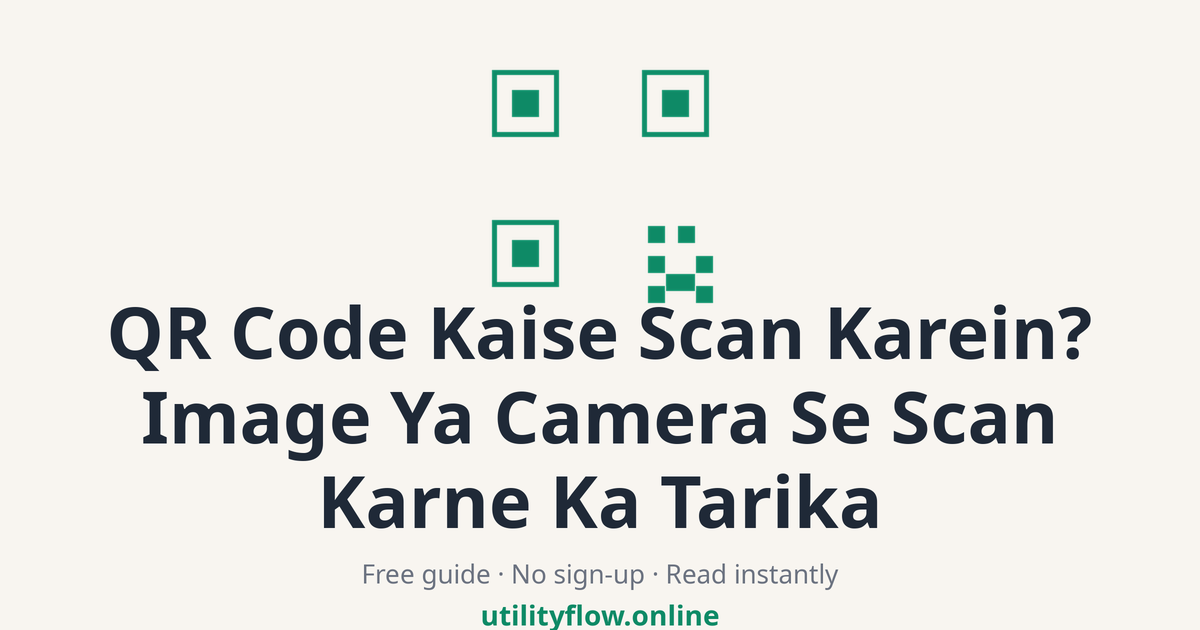 QR Code Kaise Scan Karein?
Image Ya Camera Se Scan
Karne Ka Tarika
Free guide · No sign-up · Read instantly
utilityflow.online